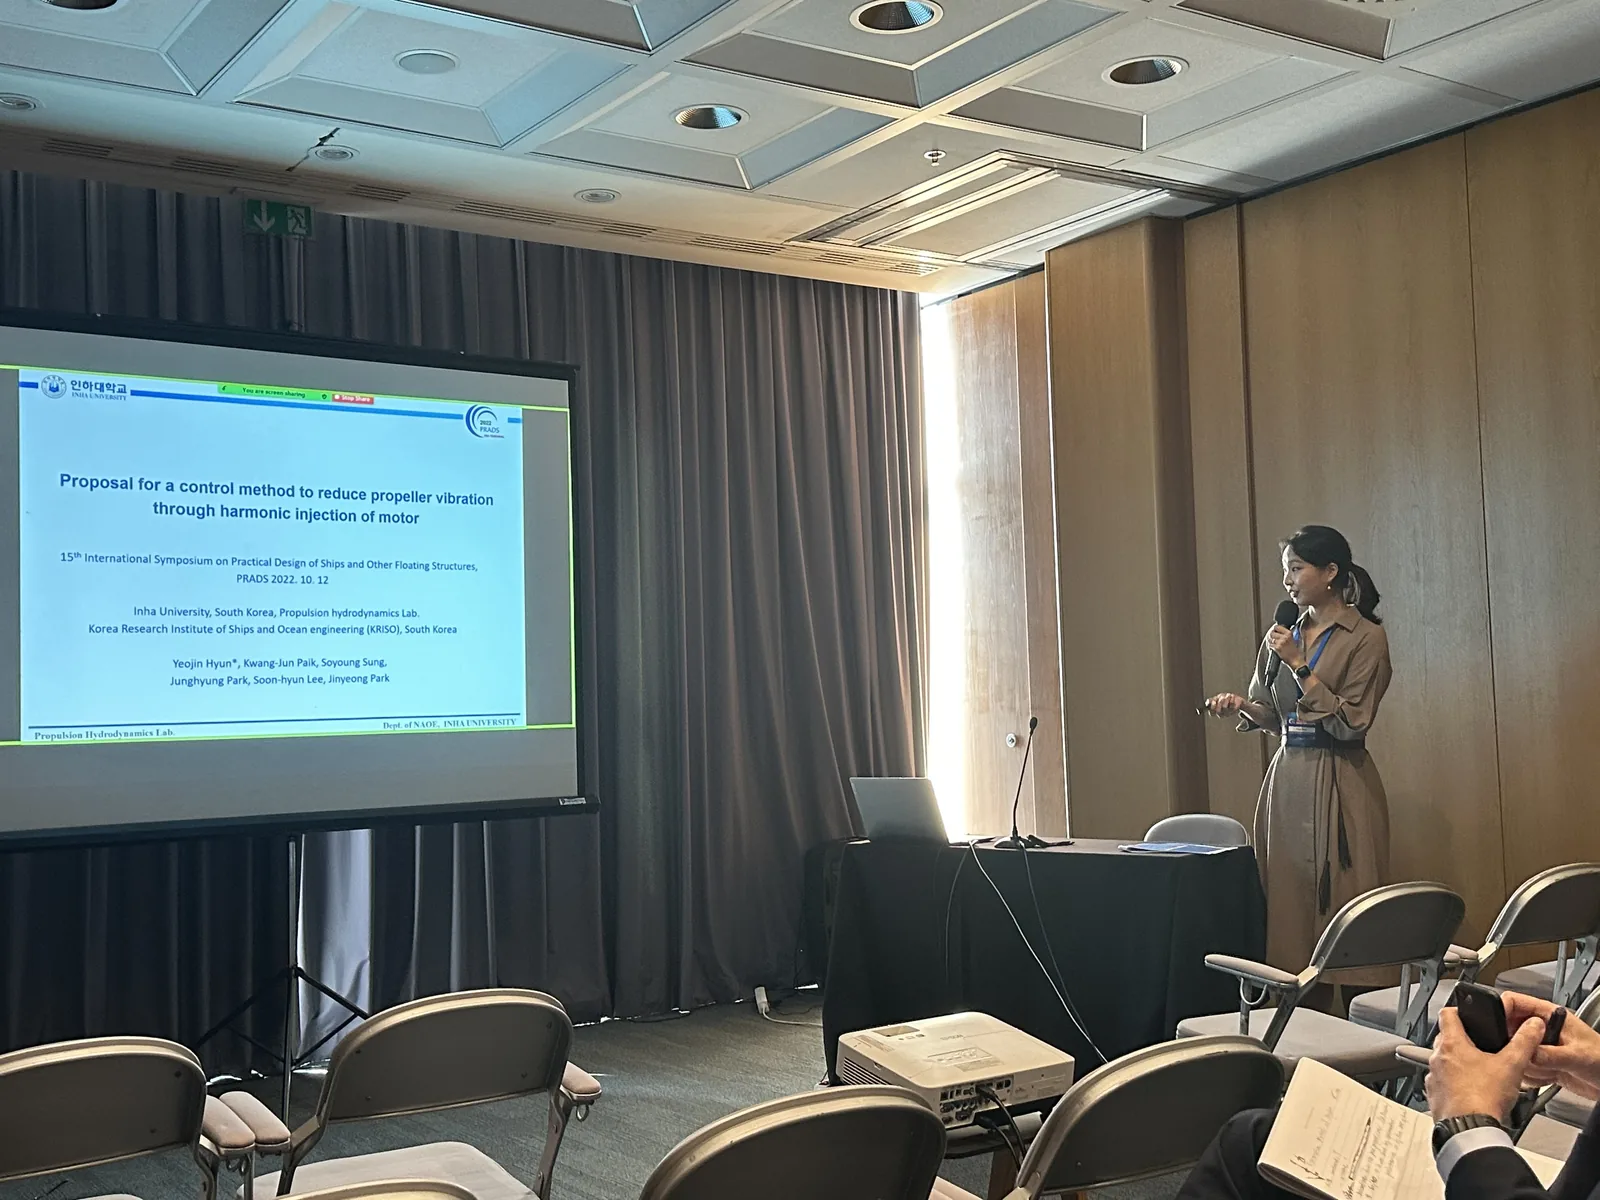 인하대학교
INHA UNIVERSITY
You are screen sharing
Stop Share
2022
PRADS
Proposal for a control method to reduce propeller vibration
through harmonic injection of motor
15th International Symposium on Practical Design of Ships and Other Floating Structures,
PRADS 2022. 10. 12
Inha University, South Korea, Propulsion hydrodynamics Lab.
Korea Research Institute of Ships and Ocean engineering (KRISO), South Korea
Yeojin Hyun*, Kwang-Jun Paik, Soyoung Sung,
Junghyung Park, Soon-hyun Lee, Jinyeong Park
Dept. of NAOE, INHA UNIVERSITY
Propulsion Hydrodynamics Lab.